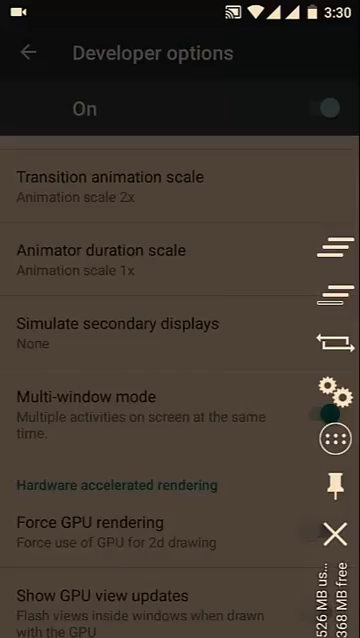 3:30
Developer options
On
Transition animation scale
Animation scale 2x
Animator duration scale
Animation scale 1x
Simulate secondary displays
None
Multi-window mode
Multiple activities on screen at the same
time.
Hardware accelerated rendering
Force GPU rendering
Force use of GPU for 2d drawing
Show GPU view updates
Flash views inside windows when drawn
with the GPU
526 MB us...
368 MB free